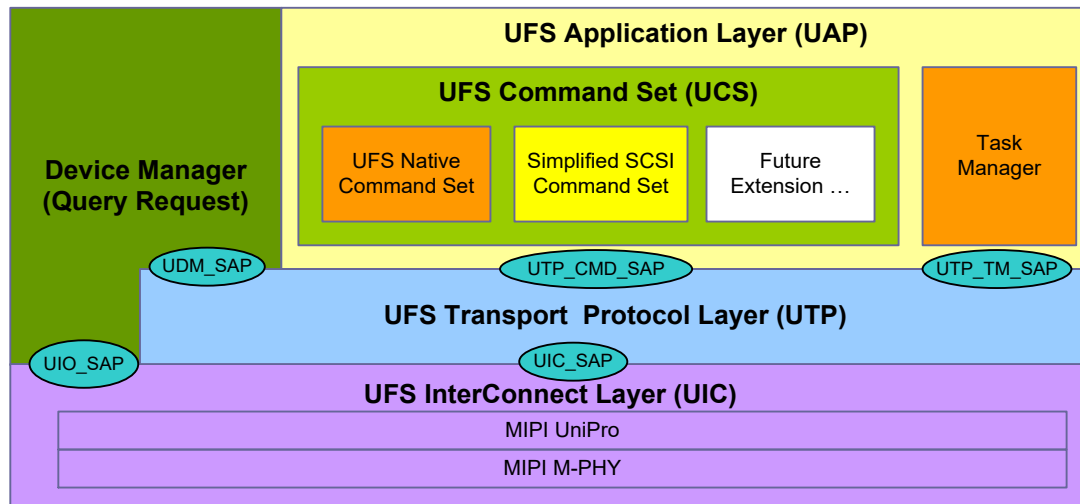 UFS Application Layer (UAP)
UFS Command Set (UCS)
UFS Native
Command Set
Simplified SCSI
Command Set
Future
Extension …
Task
Manager
Device Manager
(Query Request)
UDM_SAP
UTP_CMD_SAP
UTP_TM_SAP
UFS Transport Protocol Layer (UTP)
UIO_SAP
UIC_SAP
UFS InterConnect Layer (UIC)
MIPI UniPro
MIPI M-PHY